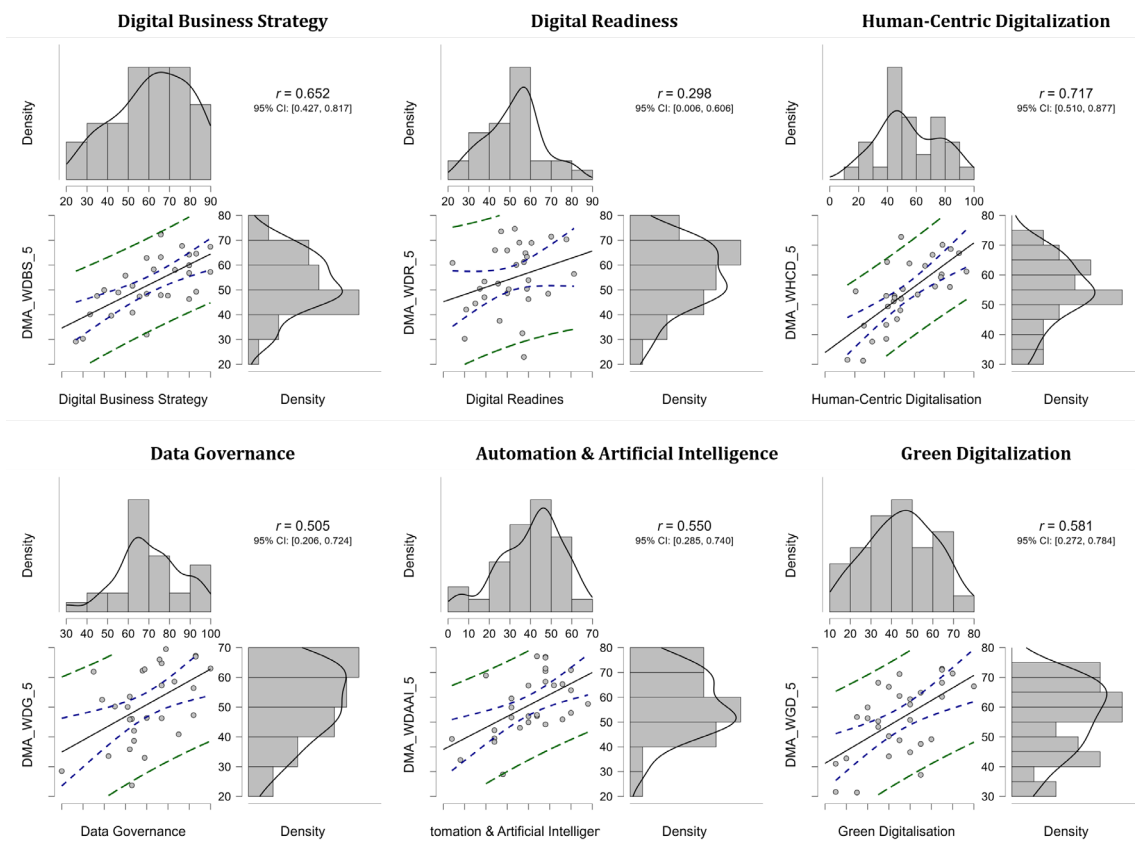 Digital Business Strategy
Digital Readiness
Human-Centric Digitalization
Density
r = 0.652
95% CI: [0.427, 0.817]
Density
r = 0.298
95% CI: [0.006, 0.606]
Density
r = 0.717
95% CI: [0.510, 0.877]
20 30 40 50 60 70 80 90
20 30 40 50 60 70 80 90
0 20 40 60 80 100
DMA_WDBS_5
80
70
60
50
40
30
20
DMA_WDR_5
80
70
60
50
40
30
20
DMA_WHCD_5
80
70
60
50
40
30
Digital Business Strategy
Density
Digital Readines
Density
Human-Centric Digitalisation
Density
Data Governance
Automation & Artificial Intelligence
Green Digitalization
Density
r = 0.505
95% CI: [0.206, 0.724]
Density
r = 0.550
95% CI: [0.285, 0.740]
Density
r = 0.581
95% CI: [0.272, 0.784]
30 40 50 60 70 80 90 100
0 10 20 30 40 50 60 70
10 20 30 40 50 60 70 80
DMA_WDG_5
70
60
50
40
30
20
DMA_WDAAI_5
80
70
60
50
40
30
20
DMA_WGD_5
80
70
60
50
40
30
Data Governance
Density
tomation & Artificial Intelliger
Density
Green Digitalisation
Density